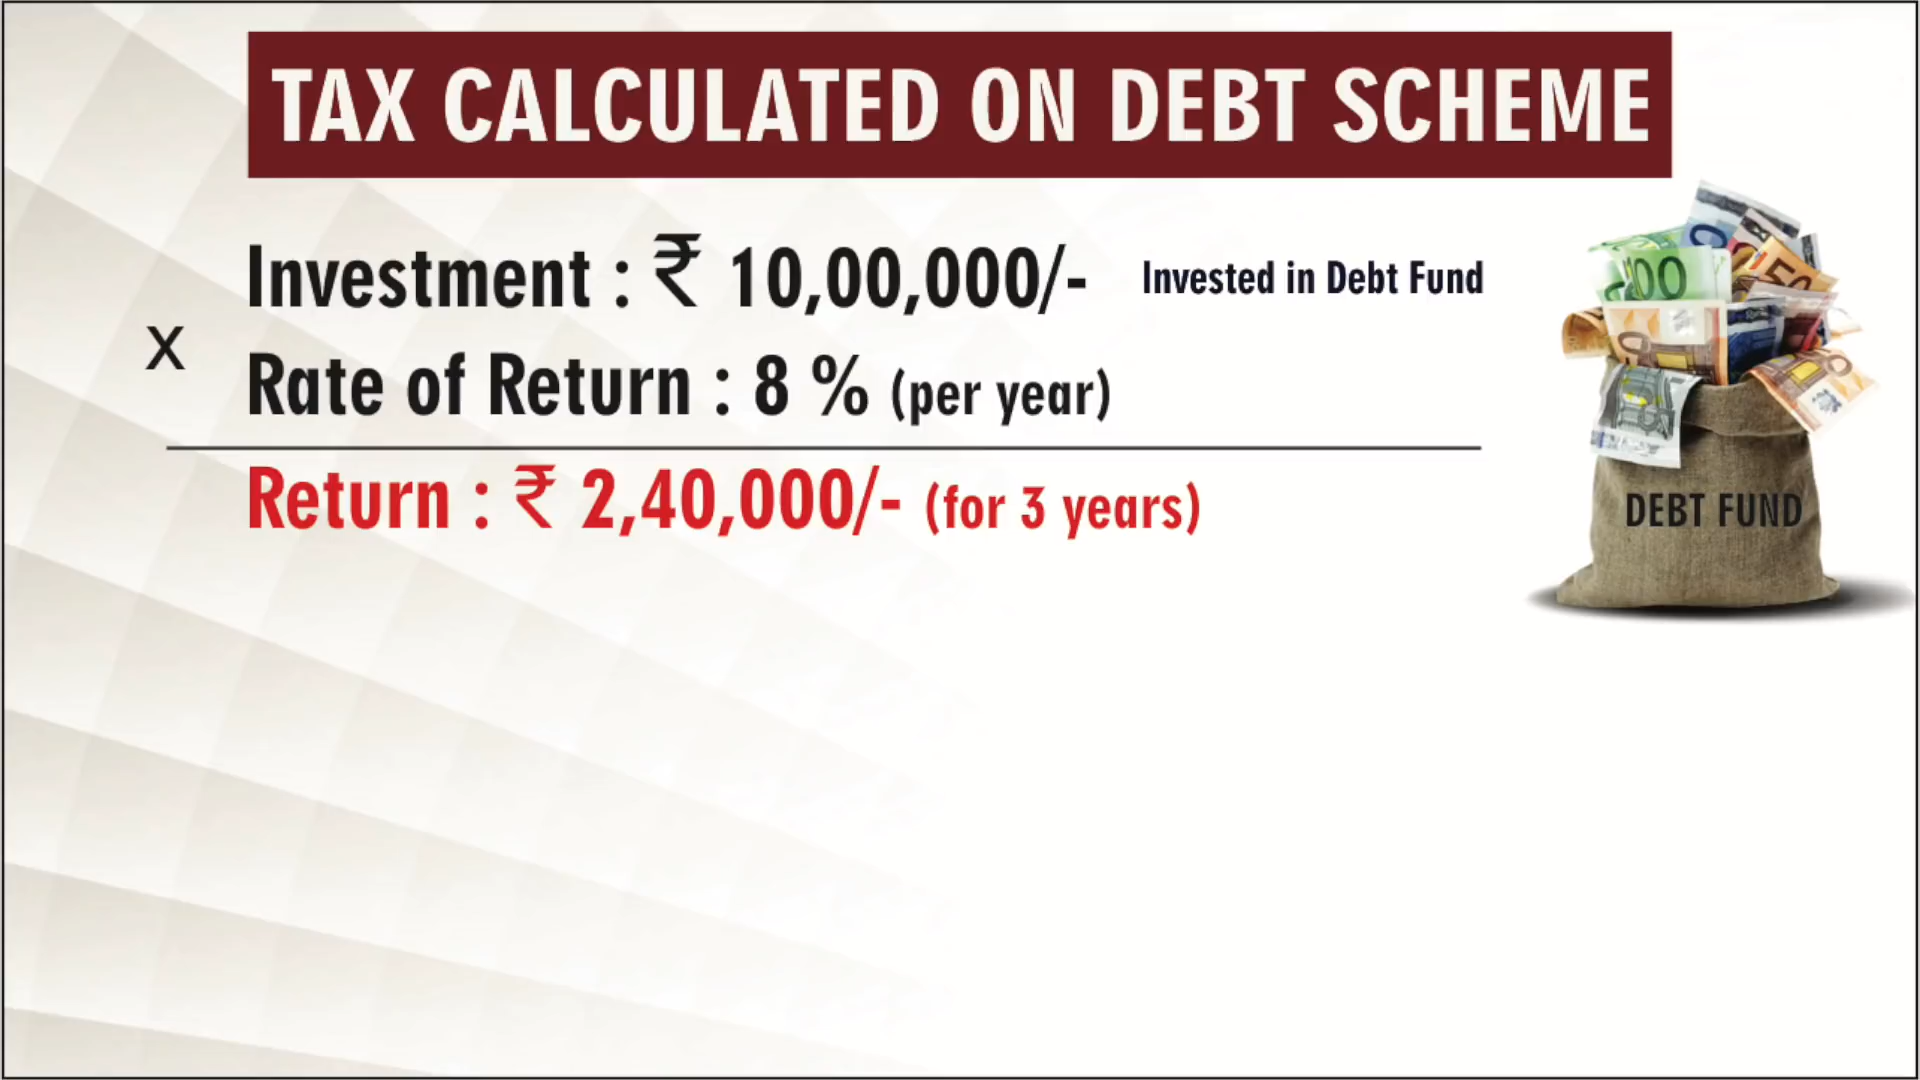 TAX CALCULATED ON DEBT SCHEME
Investment : ₹ 10,00,000/- Invested in Debt Fund
x
Rate of Return : 8 % (per year)
Return : ₹ 2,40,000/- (for 3 years)
100
DEBT FUND